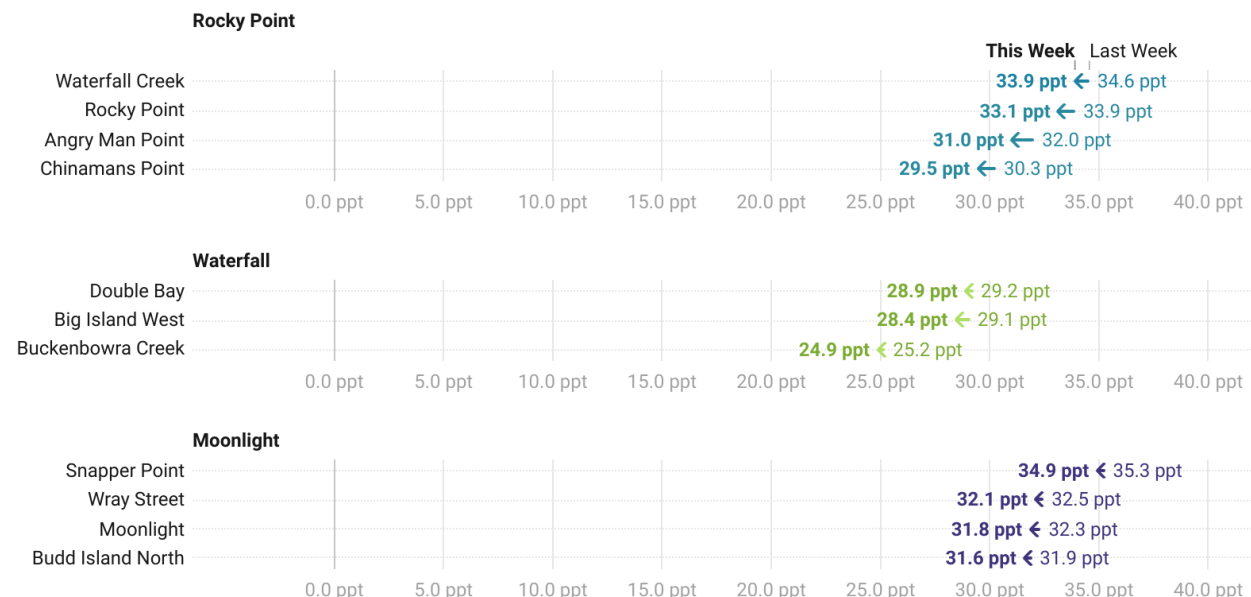 Rocky Point
This Week Last Week
Waterfall Creek 33.9 ppt 34.6 ppt
Rocky Point 33.1 ppt 33.9 ppt
Angry Man Point 31.0 ppt 32.0 ppt
Chinamans Point 29.5 ppt 30.3 ppt
0.0 ppt 5.0 ppt 10.0 ppt 15.0 ppt 20.0 ppt 25.0 ppt 30.0 ppt 35.0 ppt 40.0 ppt
Waterfall
Double Bay 28.9 ppt 29.2 ppt
Big Island West 28.4 ppt 29.1 ppt
Buckenbowra Creek 24.9 ppt 25.2 ppt
0.0 ppt 5.0 ppt 10.0 ppt 15.0 ppt 20.0 ppt 25.0 ppt 30.0 ppt 35.0 ppt 40.0 ppt
Moonlight
Snapper Point 34.9 ppt 35.3 ppt
Wray Street 32.1 ppt 32.5 ppt
Moonlight 31.8 ppt 32.3 ppt
Budd Island North 31.6 ppt 31.9 ppt
0.0 ppt 5.0 ppt 10.0 ppt 15.0 ppt 20.0 ppt 25.0 ppt 30.0 ppt 35.0 ppt 40.0 ppt